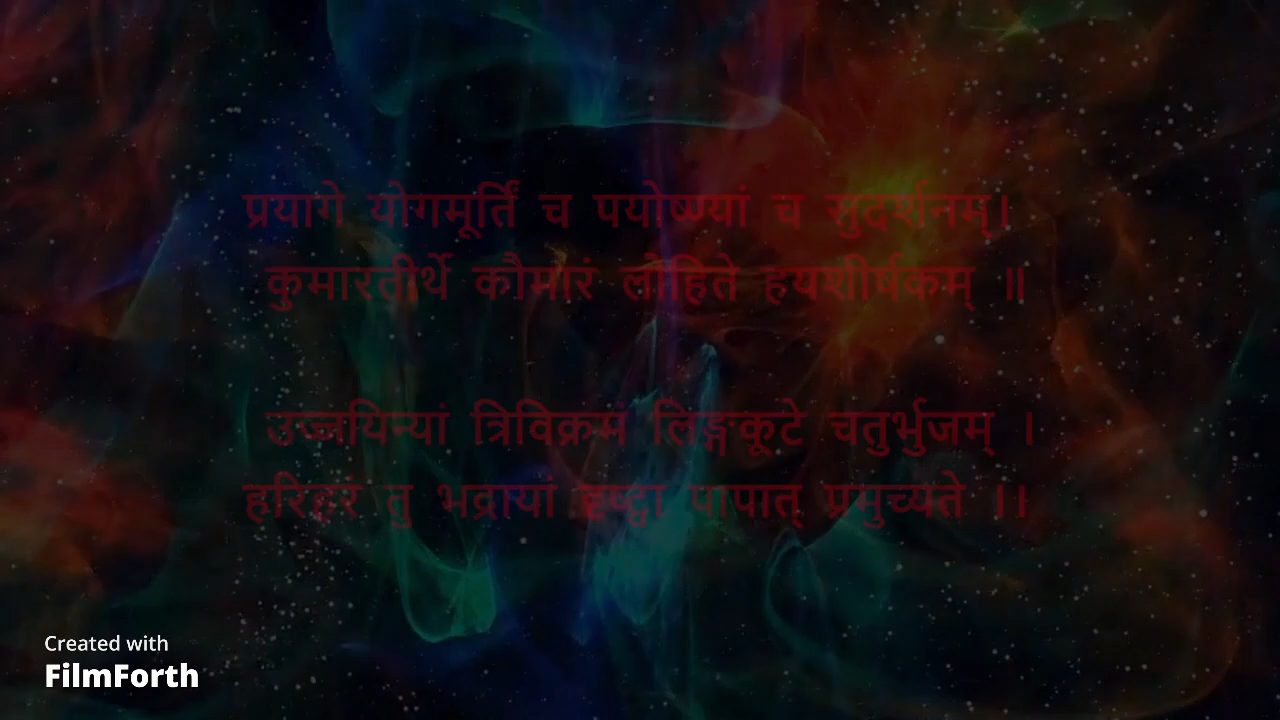 प्रयागे योगमूर्तिं च पयोष्ण्यां च सुदर्शनम्।
कुमारतीर्थे कौमारं लोहिते हयशीर्षकम् ॥
उज्जयिन्यां त्रिविक्रमं लिङ्गकूटे चतुर्भुजम् ।
हरिहर तु भद्रायां दृष्ट्वा पापात् प्रमुच्यते ।।
Created with
FilmForth